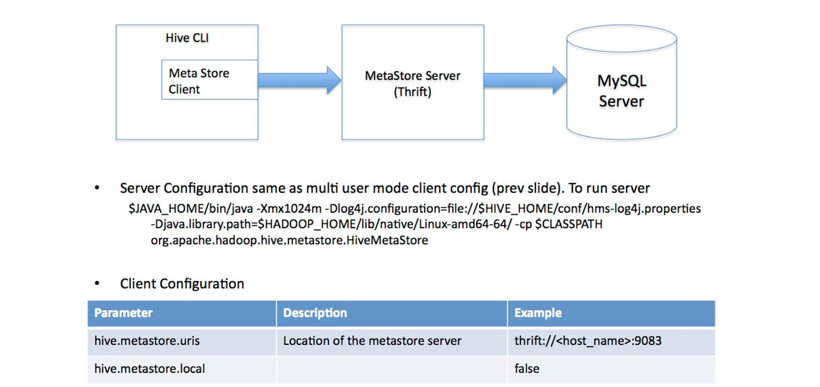 Hive CLI
Meta Store
Client
MetaStore Server
(Thrift)
MySQL
Server
• Server Configuration same as multi user mode client config (prev slide). To run server
$JAVA_HOME/bin/java -Xmx1024m -Dlog4j.configuration=file://$HIVE_HOME/conf/hms-log4j.properties
-Djava.library.path=$HADOOP_HOME/lib/native/Linux-amd64-64/ -cp $CLASSPATH
org.apache.hadoop.hive.metastore.HiveMetaStore
• Client Configuration
Parameter Description Example
hive.metastore.uris Location of the metastore server thrift://<host_name>:9083
hive.metastore.local false